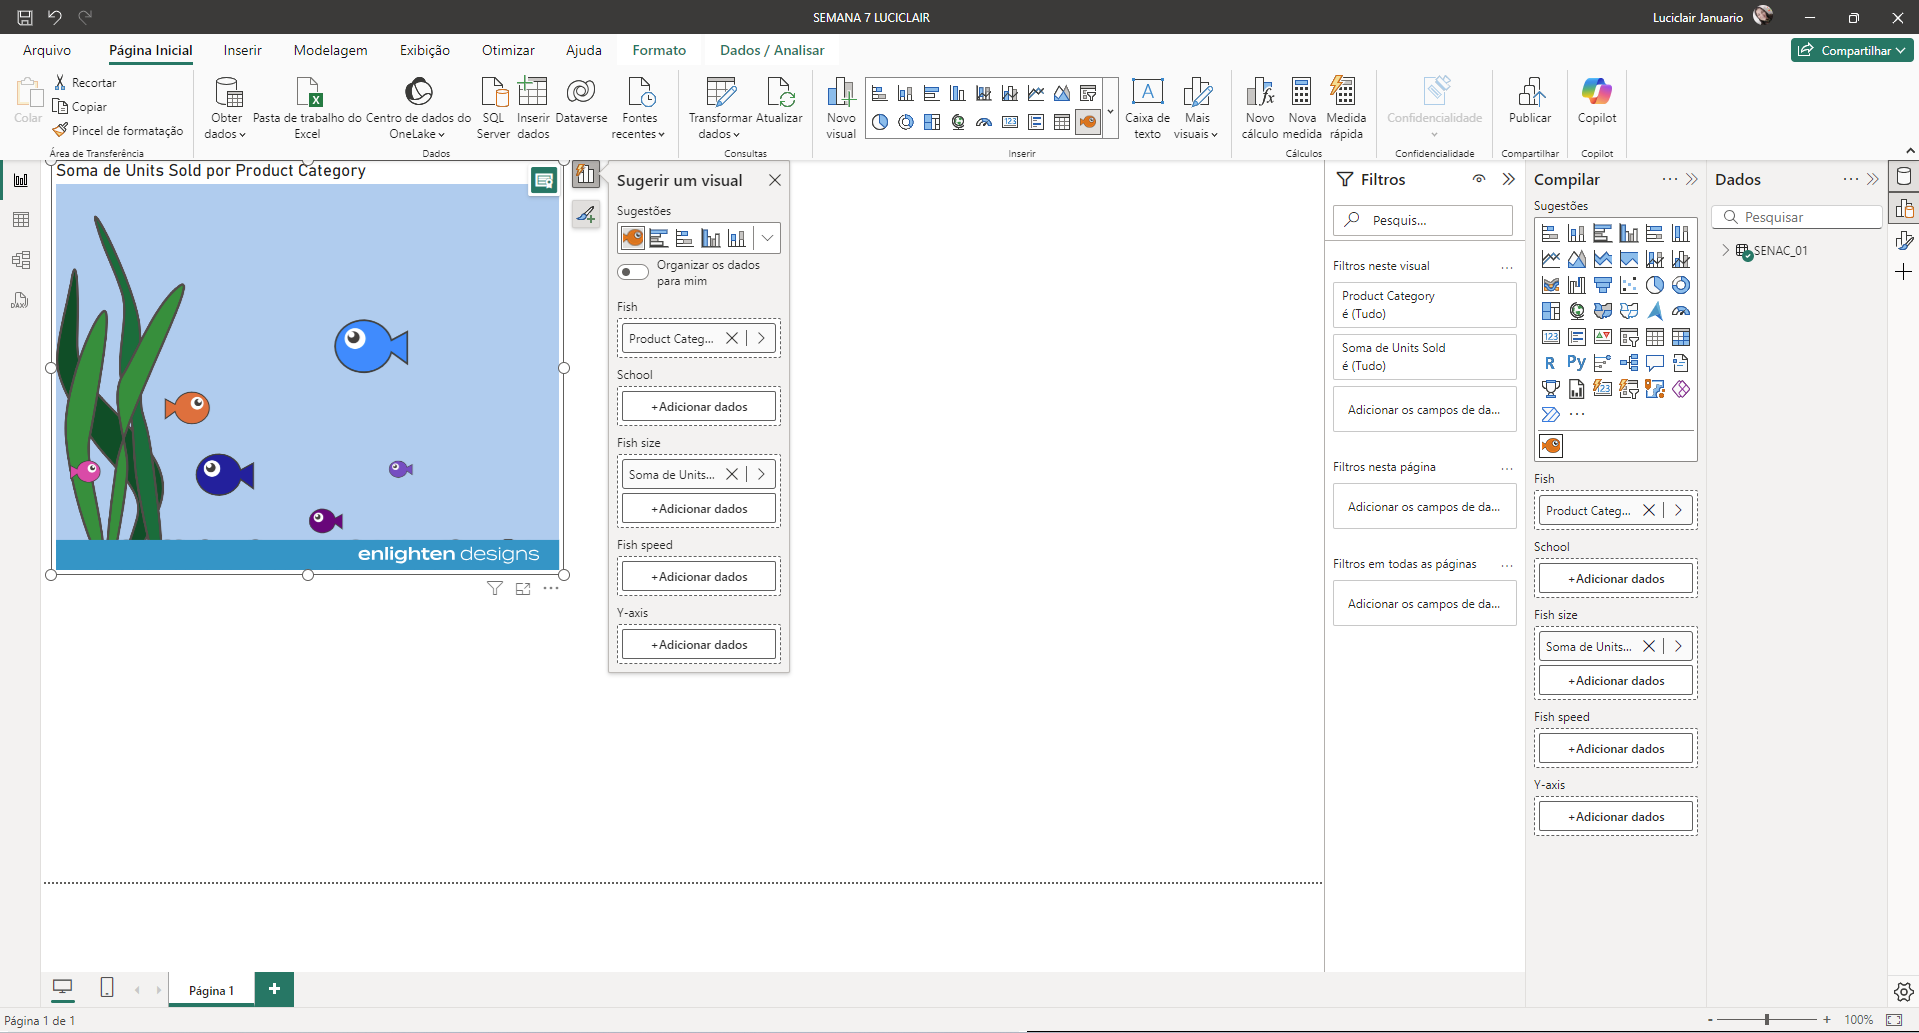 SEMANA 7 LUCICLAIR
Luciclair Januario
Arquivo
Página Inicial
Inserir
Modelagem
Exibição
Otimizar
Ajuda
Formato
Dados / Analisar
Compartilhar
Colar
Recortar
Copiar
Pincel de formatação
Área de Transferência
Obter dados
Pasta de trabalho do Excel
Centro de dados do OneLake
SQL Server
Inserir dados
Dataverse
Fontes recentes
Dados
Transformar dados
Atualizar
Consultas
Novo visual
A
Caixa de texto
Mais visuais
Inserir
Novo cálculo
Nova medida
Medida rápida
Cálculos
Confidencialidade
Confidencialidade
Publicar
Compartilhar
Copilot
Copilot
Soma de Units Sold por Product Category
enlighten designs
Sugerir um visual
Sugestões
Organizar os dados
para mim
Fish
Product Categ...
School
+Adicionar dados
Fish size
Soma de Units...
+Adicionar dados
Fish speed
+Adicionar dados
Y-axis
+Adicionar dados
Filtros
Pesquis...
Filtros neste visual
Product Category
é (Tudo)
Soma de Units Sold
é (Tudo)
Adicionar os campos de da...
Filtros nesta página
Adicionar os campos de da...
Filtros em todas as páginas
Adicionar os campos de da...
Compilar
Sugestões
123
R
Py
123
Fish
Product Categ...
School
+Adicionar dados
Fish size
Soma de Units...
+Adicionar dados
Fish speed
+Adicionar dados
Y-axis
+Adicionar dados
Dados
Pesquisar
SENAC_01
DAX
Página 1
Página 1 de 1
- + 100%